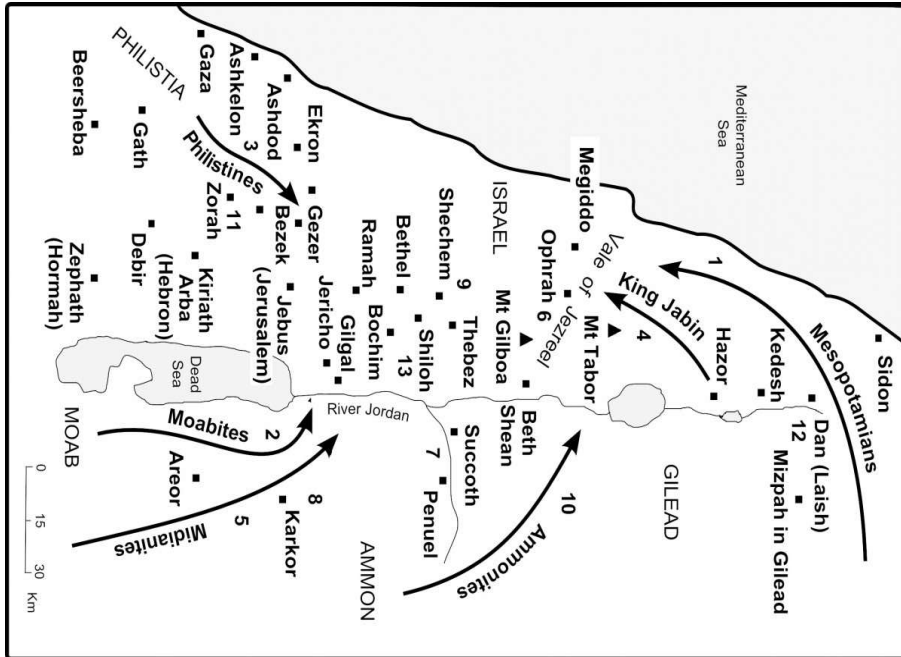 Sidon
Mesopotamians
Mediterranean
Sea
1
Dan (Laish)
12
Mizpah in Gilead
Kedesh
Hazor
King Jabin
4
GILEAD
Vale of Jezreel
Mt Tabor
Megiddo
Ophrah 6
Mt Gilboa
Beth
Shean
10
Ammonites
ISRAEL
Shechem
9
Thebez
Succoth
7
Penuel
Shiloh
13
Bethel
Bochim
Ramah
River Jordan
AMMON
Gilgal
Jericho
Ekron
Gezer
Jebus
(Jerusalem)
Bezek
8
Karkor
Ashdod
3
Ashkelon
Philistines
Zorah
11
2
Moabites
5
Midianites
Gaza
Kiriath
Arba
(Hebron)
Dead
Sea
Areor
PHILISTIA
Gath
Debir
Beersheba
Zephath
(Hormah)
MOAB
0 15 30
Km